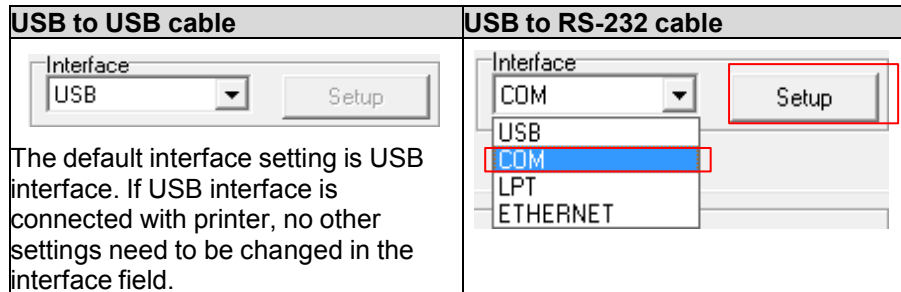 USB to USB cable
USB to RS-232 cable
Interface
USB
Setup
The default interface setting is USB
interface. If USB interface is
connected with printer, no other
settings need to be changed in the
interface field.
Interface
COM
Setup
USB
COM
LPT
ETHERNET